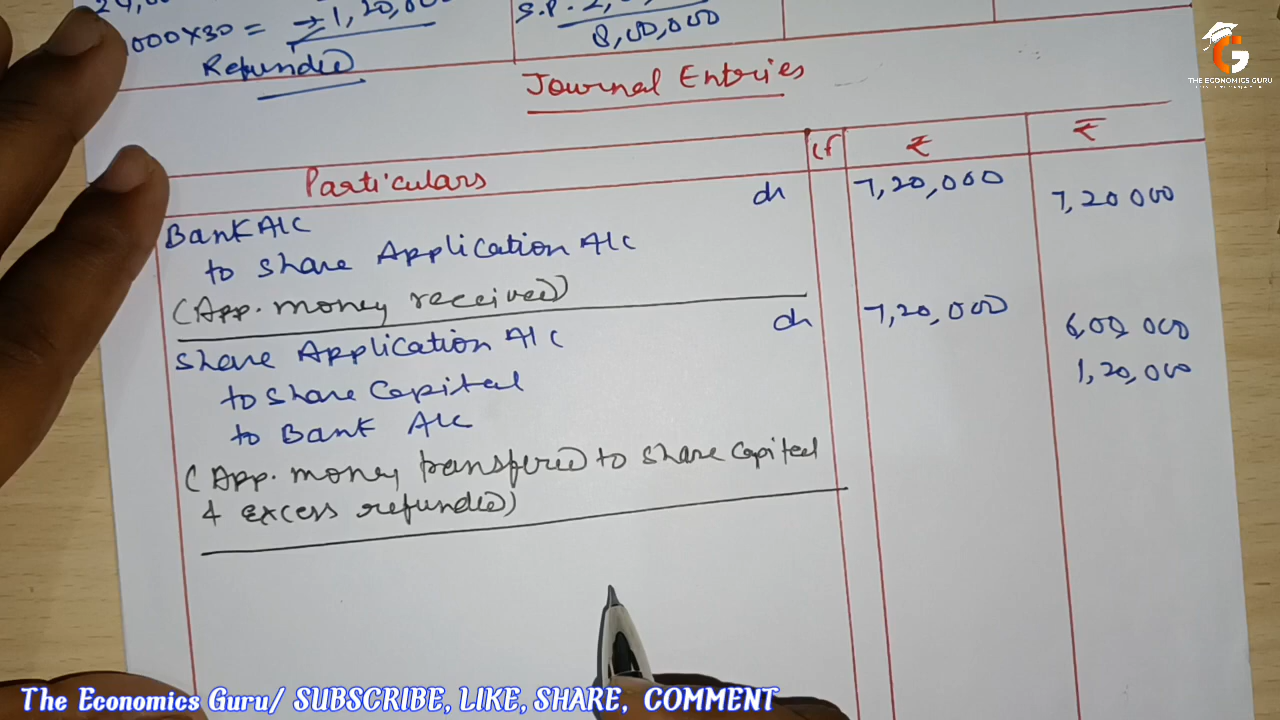 000X30 = → 1,20,000
Refunded
S.P.
8,00,000
THE ECONOMICS GURU
Journal Entries
Particulars LF ₹ ₹
Bank A/c dr 7,20,000 7,20 000
to share Application A/c
(App. money received)
Share Application A/c dr 7,20,000 6,00,000
to share Capital 1,20,000
to Bank A/c
(App. money transfered to share capital
& excess refunded)
The Economics Guru/ SUBSCRIBE, LIKE, SHARE, COMMENT